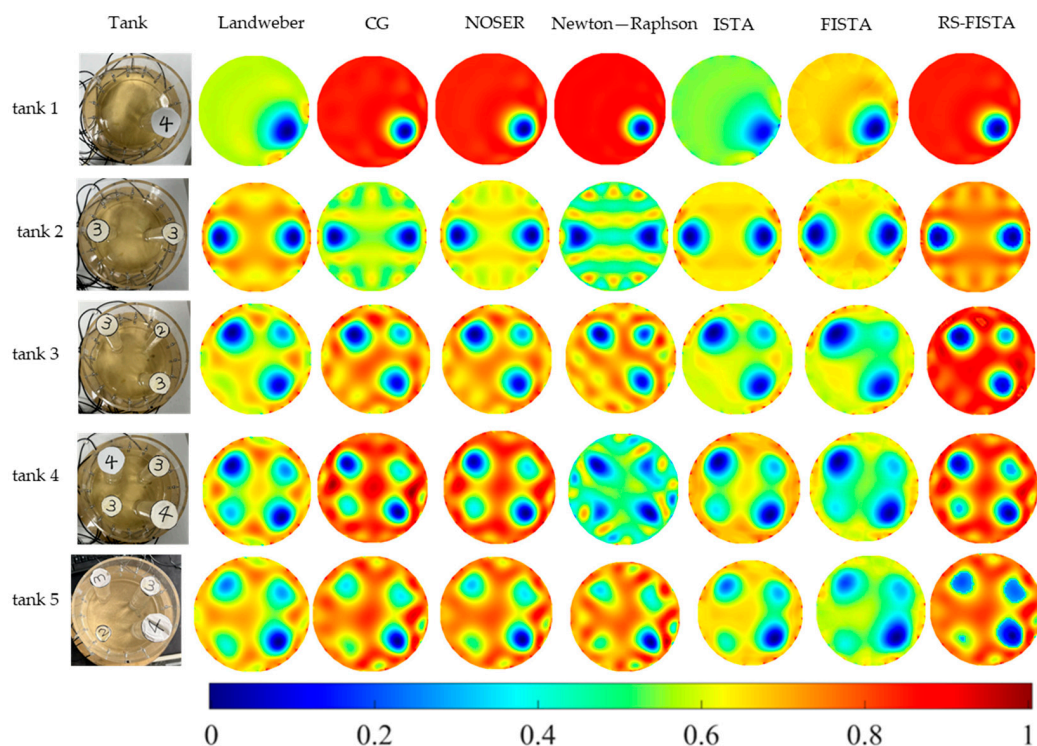 Tank Landweber CG NOSER Newton—Raphson ISTA FISTA RS-FISTA
tank 1
4
tank 2
3 3
tank 3
3 2
3
tank 4
4 3
3 4
tank 5
3 3
2 4
0 0.2 0.4 0.6 0.8 1